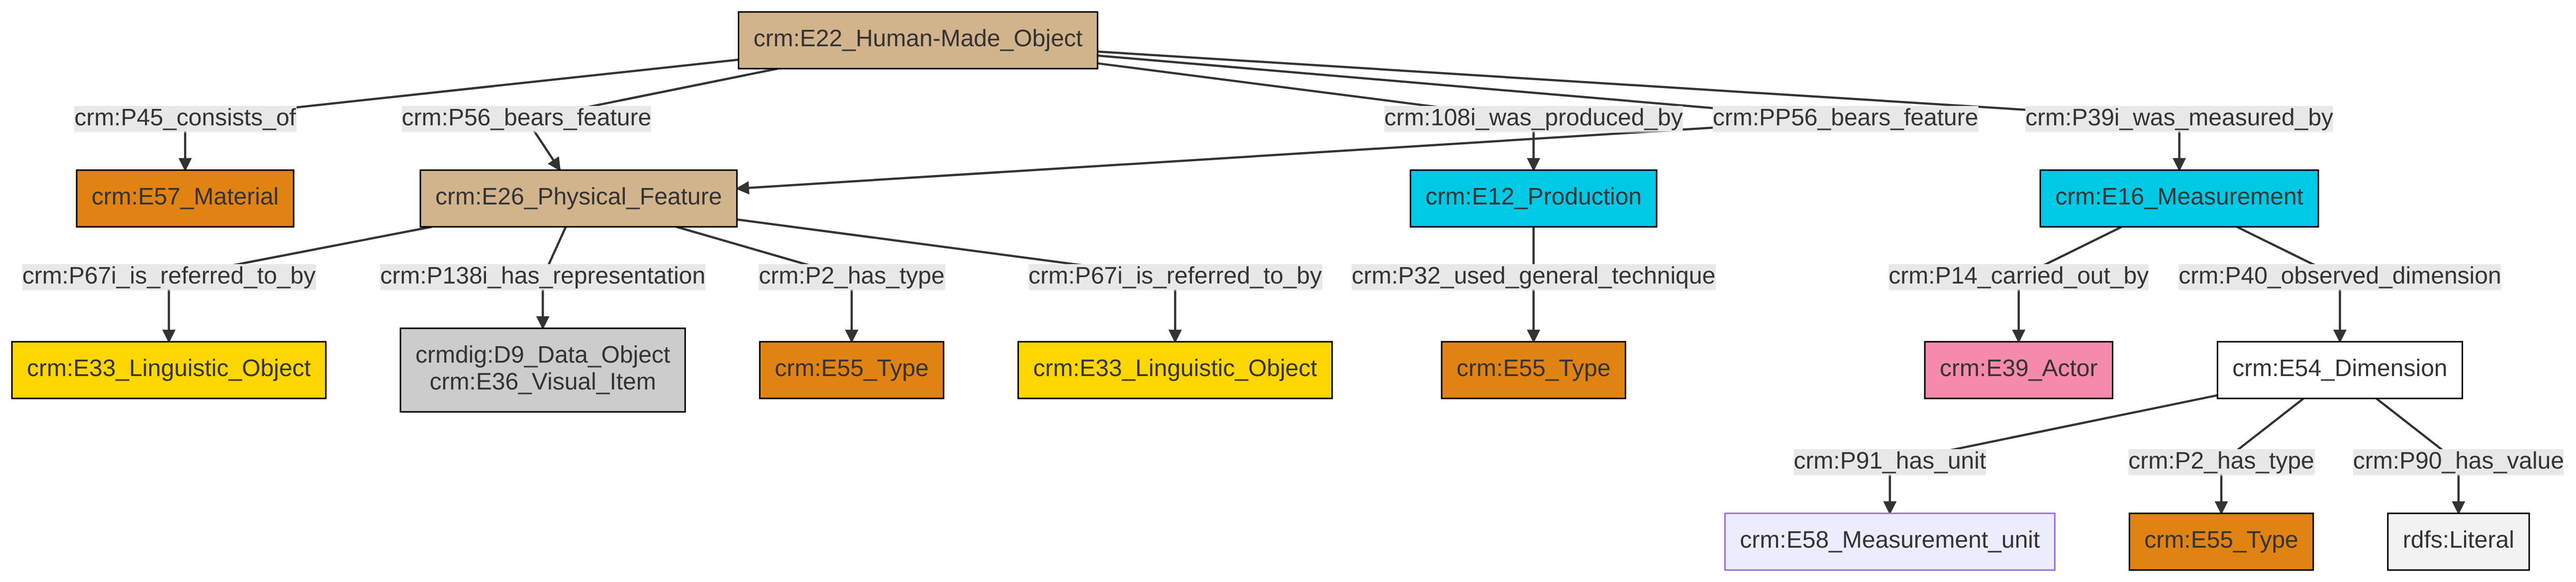 crm:E22_Human-Made_Object
crm:P45_consists_of
crm:P56_bears_feature
crm:108i_was_produced_by
crm:PP56_bears_feature
crm:P39i_was_measured_by
crm:E57_Material
crm:E26_Physical_Feature
crm:E12_Production
crm:E16_Measurement
crm:P67i_is_referred_to_by
crm:P138i_has_representation
crm:P2_has_type
crm:P67i_is_referred_to_by
crm:P32_used_general_technique
crm:P14_carried_out_by
crm:P40_observed_dimension
crm:E33_Linguistic_Object
crmdig:D9_Data_Object
crm:E36_Visual_Item
crm:E55_Type
crm:E33_Linguistic_Object
crm:E55_Type
crm:E39_Actor
crm:E54_Dimension
crm:P91_has_unit
crm:P2_has_type
crm:P90_has_value
crm:E58_Measurement_unit
crm:E55_Type
rdfs:Literal